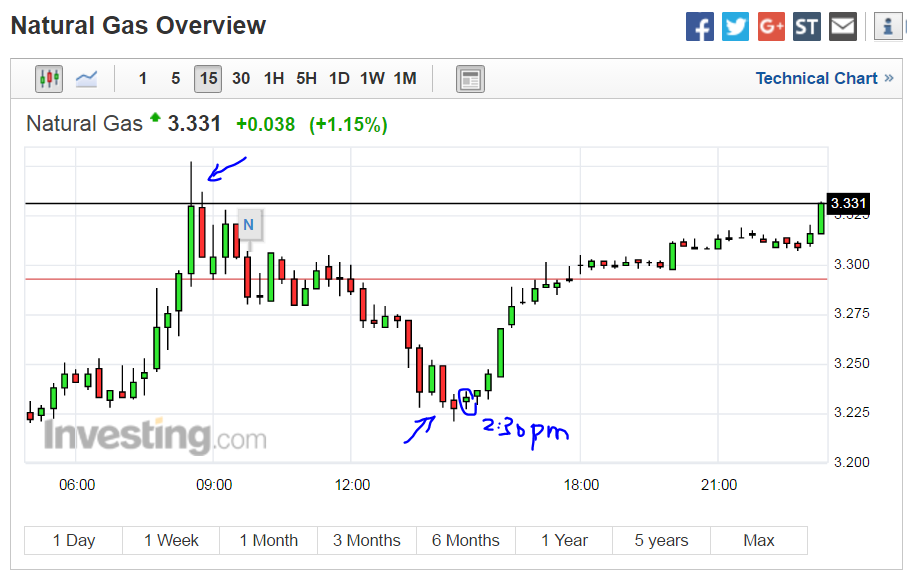 Natural Gas Overview
f G+ ST i
1 5 15 30 1H 5H 1D 1W 1M Technical Chart »
Natural Gas 3.331 +0.038 (+1.15%)
N
3.331
3.325
3.300
3.275
3.250
3.225
2:30pm
Investing.com
3.200
06:00 09:00 12:00 18:00 21:00
1 Day 1 Week 1 Month 3 Months 6 Months 1 Year 5 years Max